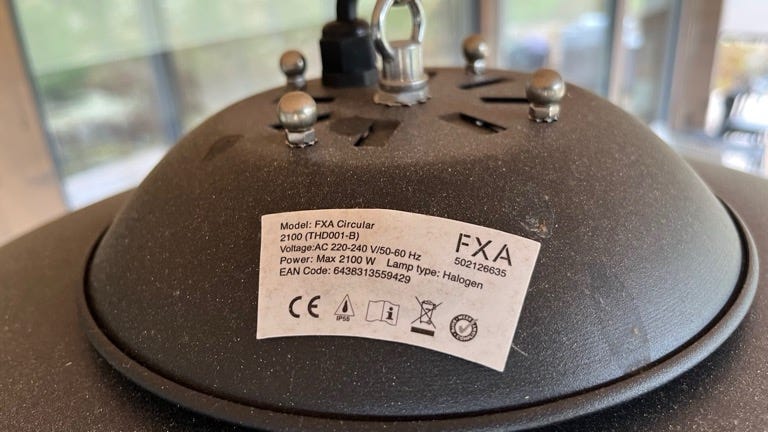 Model: FXA Circular
2100 (THD001-B)
Voltage:AC 220-240 V/50-60 Hz
Power: Max 2100 W Lamp type: Halogen
EAN Code: 6438313559429
FXA
502126635
CE
IP55
i